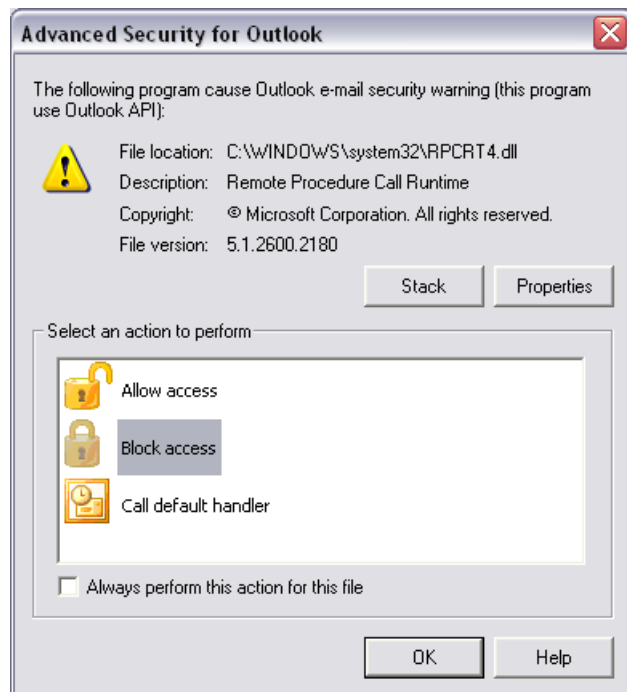 Advanced Security for Outlook
The following program cause Outlook e-mail security warning (this program
use Outlook API):
File location: C:\WINDOWS\system32\RPCRT4.dll
Description: Remote Procedure Call Runtime
Copyright: © Microsoft Corporation. All rights reserved.
File version: 5.1.2600.2180
Stack Properties
Select an action to perform
Allow access
Block access
Call default handler
Always perform this action for this file
OK Help